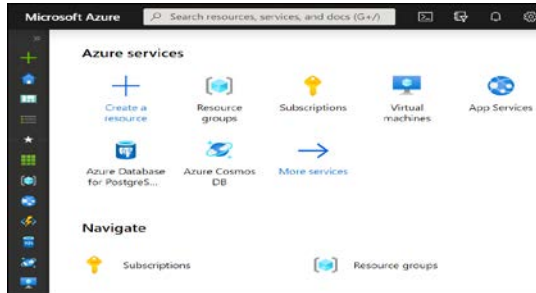 Microsoft Azure
Search resources, services, and docs (G+/)
Azure services
Create a
resource
Resource
groups
Subscriptions
Virtual
machines
App Services
Azure Database
for PostgreS...
Azure Cosmos
DB
More services
Navigate
Subscriptions
Resource groups